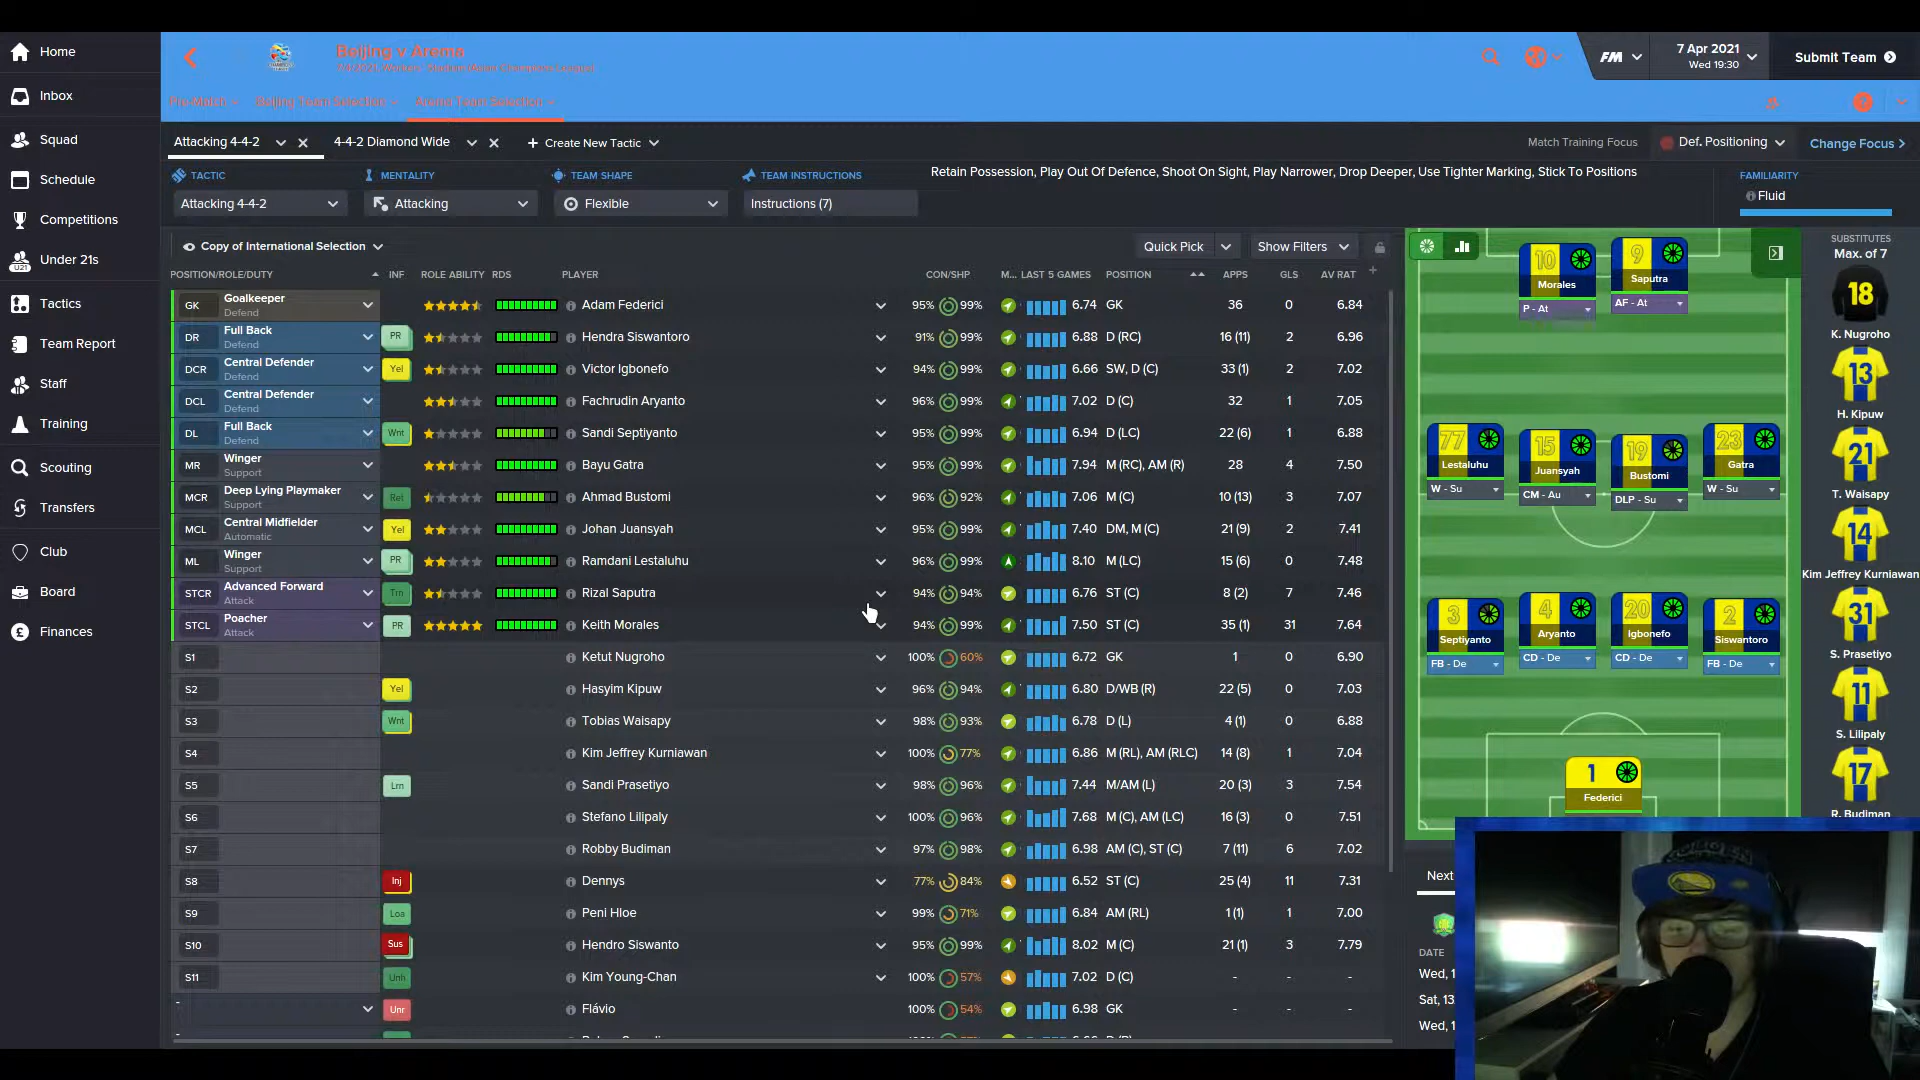 Home
Inbox
Squad
Schedule
Competitions
Under 21s
Tactics
Team Report
Staff
Training
Scouting
Transfers
Club
Board
Finances
Beijing v Arema
Pre-Match
Beijing Team Selection
Arema Team Selection
FM
7 Apr 2021
Wed 19:30
Submit Team
Attacking 4-4-2
4-4-2 Diamond Wide
Create New Tactic
Match Training Focus
Def. Positioning
Change Focus
TACTIC
MENTALITY
TEAM SHAPE
TEAM INSTRUCTIONS
Attacking 4-4-2
Attacking
Flexible
Instructions (7)
Retain Possession, Play Out Of Defence, Shoot On Sight, Play Narrower, Drop Deeper, Use Tighter Marking, Stick To Positions
FAMILIARITY
Fluid
Copy of International Selection
Quick Pick
Show Filters
POSITION/ROLE/DUTY INF ROLE ABILITY RDS PLAYER CON/SHP M... LAST 5 GAMES POSITION APPS GLS AV RAT
GK Goalkeeper Defend Adam Federici 95% 99% 6.74 GK 36 0 6.84
DR Full Back Defend PR Hendra Siswantoro 91% 99% 6.88 D (RC) 16 (11) 2 6.96
DCR Central Defender Defend Yel Victor Igbonefo 94% 99% 6.66 SW, D (C) 33 (1) 2 7.02
DCL Central Defender Defend Fachrudin Aryanto 96% 99% 7.02 D (C) 32 1 7.05
DL Full Back Defend Wnt Sandi Septiyanto 95% 99% 6.94 D (LC) 22 (6) 1 6.88
MR Winger Support Bayu Gatra 95% 99% 7.94 M (RC), AM (R) 28 4 7.50
MCR Deep Lying Playmaker Support Ret Ahmad Bustomi 96% 92% 7.06 M (C) 10 (13) 3 7.07
MCL Central Midfielder Automatic Yel Johan Juansyah 95% 99% 7.40 DM, M (C) 21 (9) 2 7.41
ML Winger Support PR Ramdani Lestaluhu 96% 99% 8.10 M (LC) 15 (6) 0 7.48
STCR Advanced Forward Attack Trn Rizal Saputra 94% 94% 6.76 ST (C) 8 (2) 7 7.46
STCL Poacher Attack PR Keith Morales 94% 99% 7.50 ST (C) 35 (1) 31 7.64
S1 Ketut Nugroho 100% 60% 6.72 GK 1 0 6.90
S2 Yel Hasyim Kipuw 96% 94% 6.80 D/WB (R) 22 (5) 0 7.03
S3 Wnt Tobias Waisapy 98% 93% 6.78 D (L) 4 (1) 0 6.88
S4 Kim Jeffrey Kurniawan 100% 77% 6.86 M (RL), AM (RLC) 14 (8) 1 7.04
S5 Lrn Sandi Prasetiyo 98% 96% 7.44 M/AM (L) 20 (3) 3 7.54
S6 Stefano Lilipaly 100% 96% 7.68 M (C), AM (LC) 16 (3) 0 7.51
S7 Robby Budiman 97% 98% 6.98 AM (C), ST (C) 7 (11) 6 7.02
S8 Inj Dennys 77% 84% 6.52 ST (C) 25 (4) 11 7.31
S9 Loa Peni Hloe 99% 71% 6.84 AM (RL) 1 (1) 1 7.00
S10 Sus Hendro Siswanto 95% 99% 8.02 M (C) 21 (1) 3 7.79
S11 Unh Kim Young-Chan 100% 57% 7.02 D (C) - - -
- Unr Flávio 100% 54% 6.98 GK - - -
10 Morales P - At
9 Saputra AF - At
77 Lestaluhu W - Su
15 Juansyah CM - Au
19 Bustomi DLP - Su
23 Gatra W - Su
3 Septiyanto FB - De
4 Aryanto CD - De
20 Igbonefo CD - De
2 Siswantoro FB - De
1 Federici
SUBSTITUTES
Max. of 7
18
K. Nugroho
13
H. Kipuw
21
T. Waisapy
14
Kim Jeffrey Kurniawan
31
S. Prasetiyo
11
S. Lilipaly
17
R. Budiman
Next
DATE
Wed, 1
Sat, 13
Wed, 1